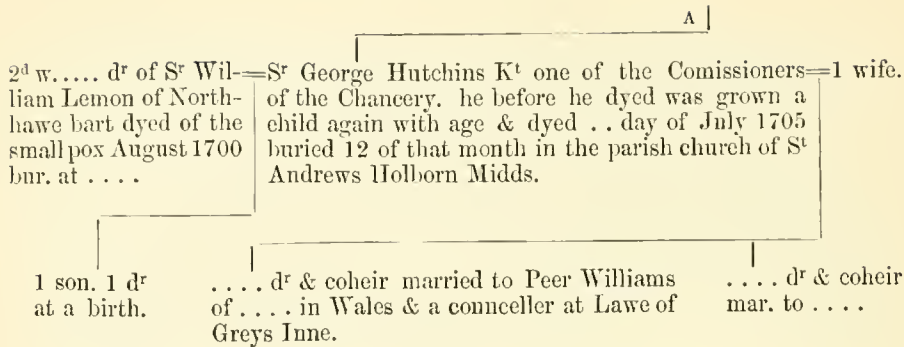 A
2ᵈ w..... dʳ of Sʳ Wil-
liam Lemon of North-
hawe bart dyed of the
small pox August 1700
bur. at ....
Sʳ George Hutchins Kᵗ one of the Comissioners
of the Chancery. he before he dyed was grown a
child again with age & dyed .. day of July 1705
buried 12 of that month in the parish church of Sᵗ
Andrews Holborn Midds.
1 wife.
1 son. 1 dʳ
at a birth.
.... dʳ & coheir married to Peer Williams
of .... in Wales & a counceller at Lawe of
Greys Inne.
.... dʳ & coheir
mar. to ....